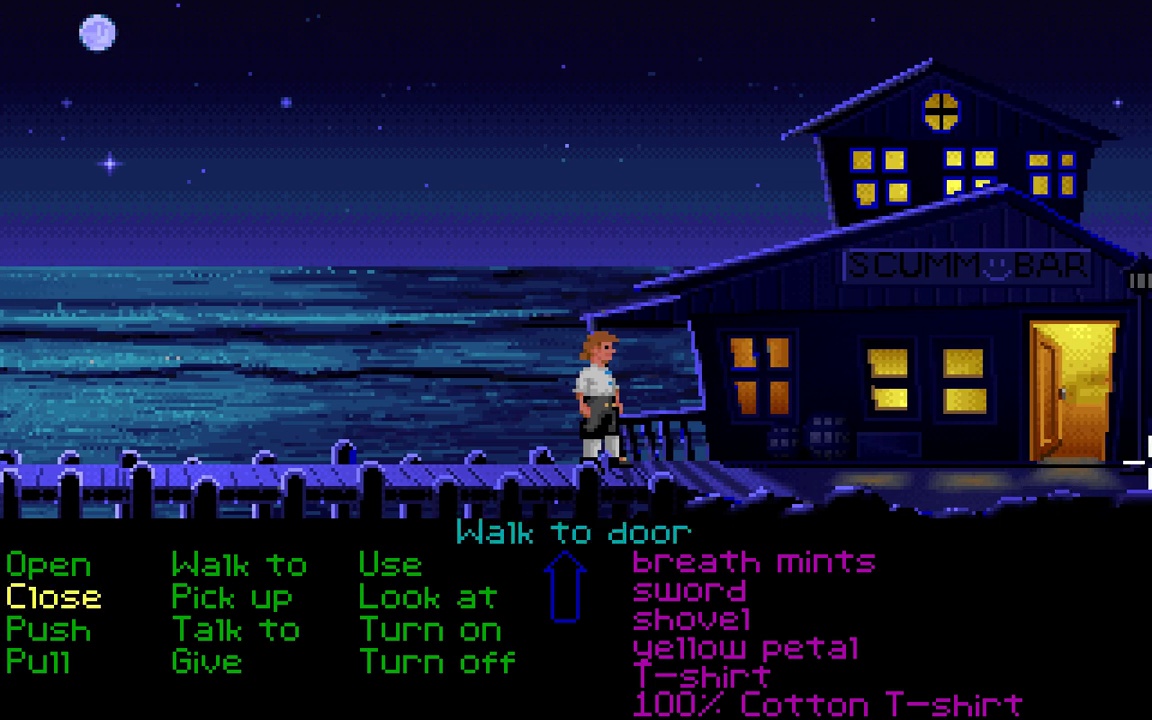 SCUMM BAR
Walk to door
Open Walk to Use breath mints
Close Pick up Look at sword
Push Talk to Turn on shovel
Pull Give Turn off yellow petal
T-shirt
100% Cotton T-shirt